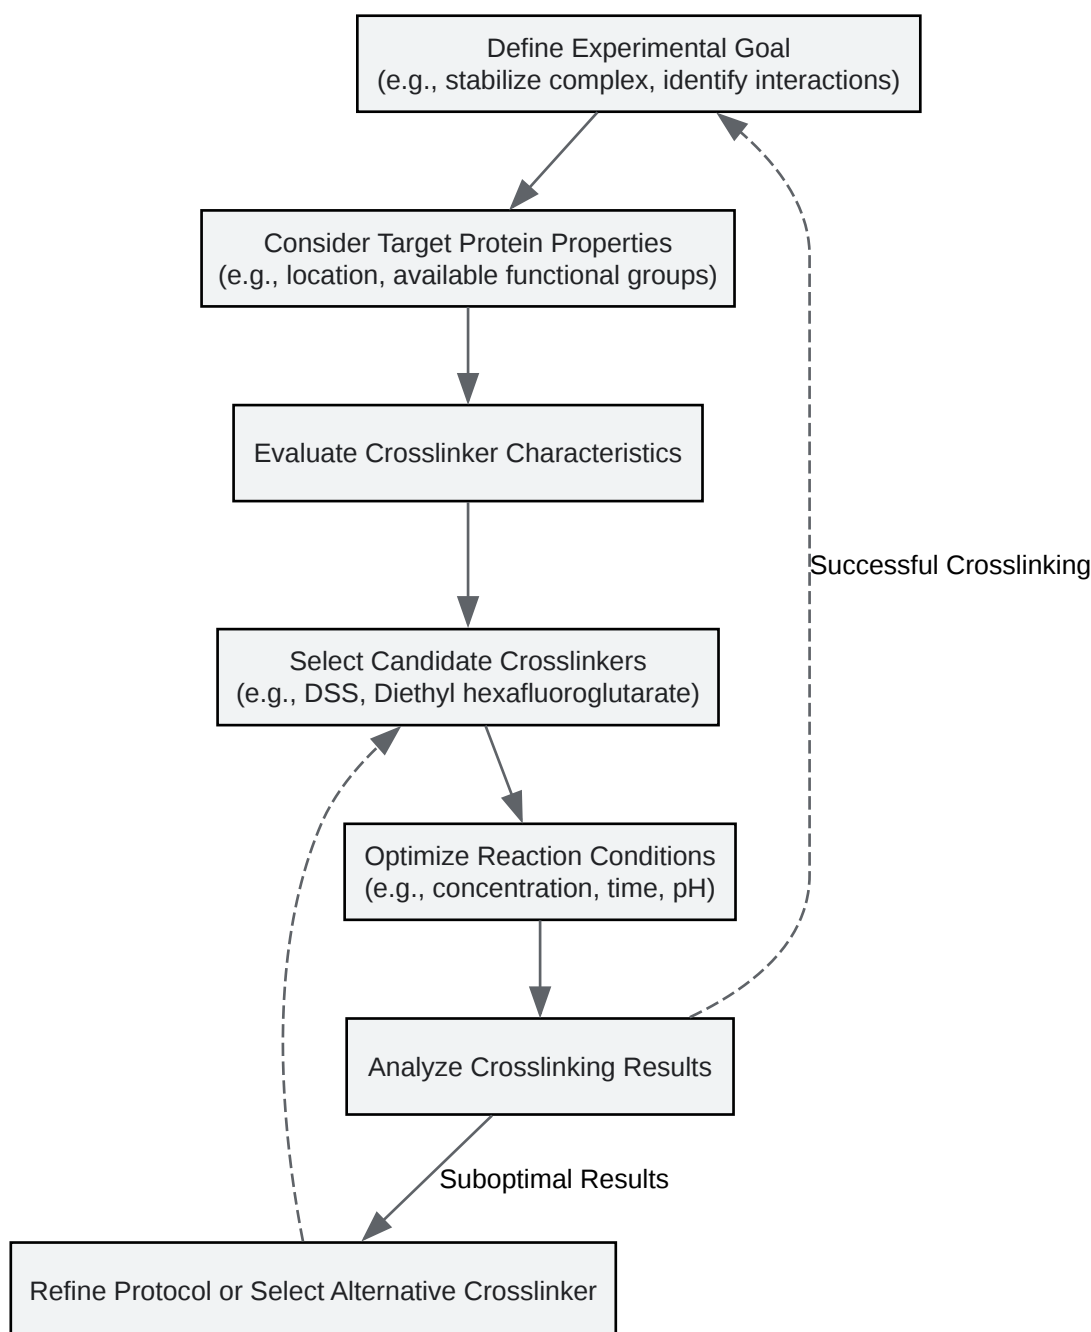 Define Experimental Goal
(e.g., stabilize complex, identify interactions)
Consider Target Protein Properties
(e.g., location, available functional groups)
Evaluate Crosslinker Characteristics
Successful Crosslinking
Select Candidate Crosslinkers
(e.g., DSS, Diethyl hexafluoroglutarate)
Optimize Reaction Conditions
(e.g., concentration, time, pH)
Analyze Crosslinking Results
Suboptimal Results
Refine Protocol or Select Alternative Crosslinker